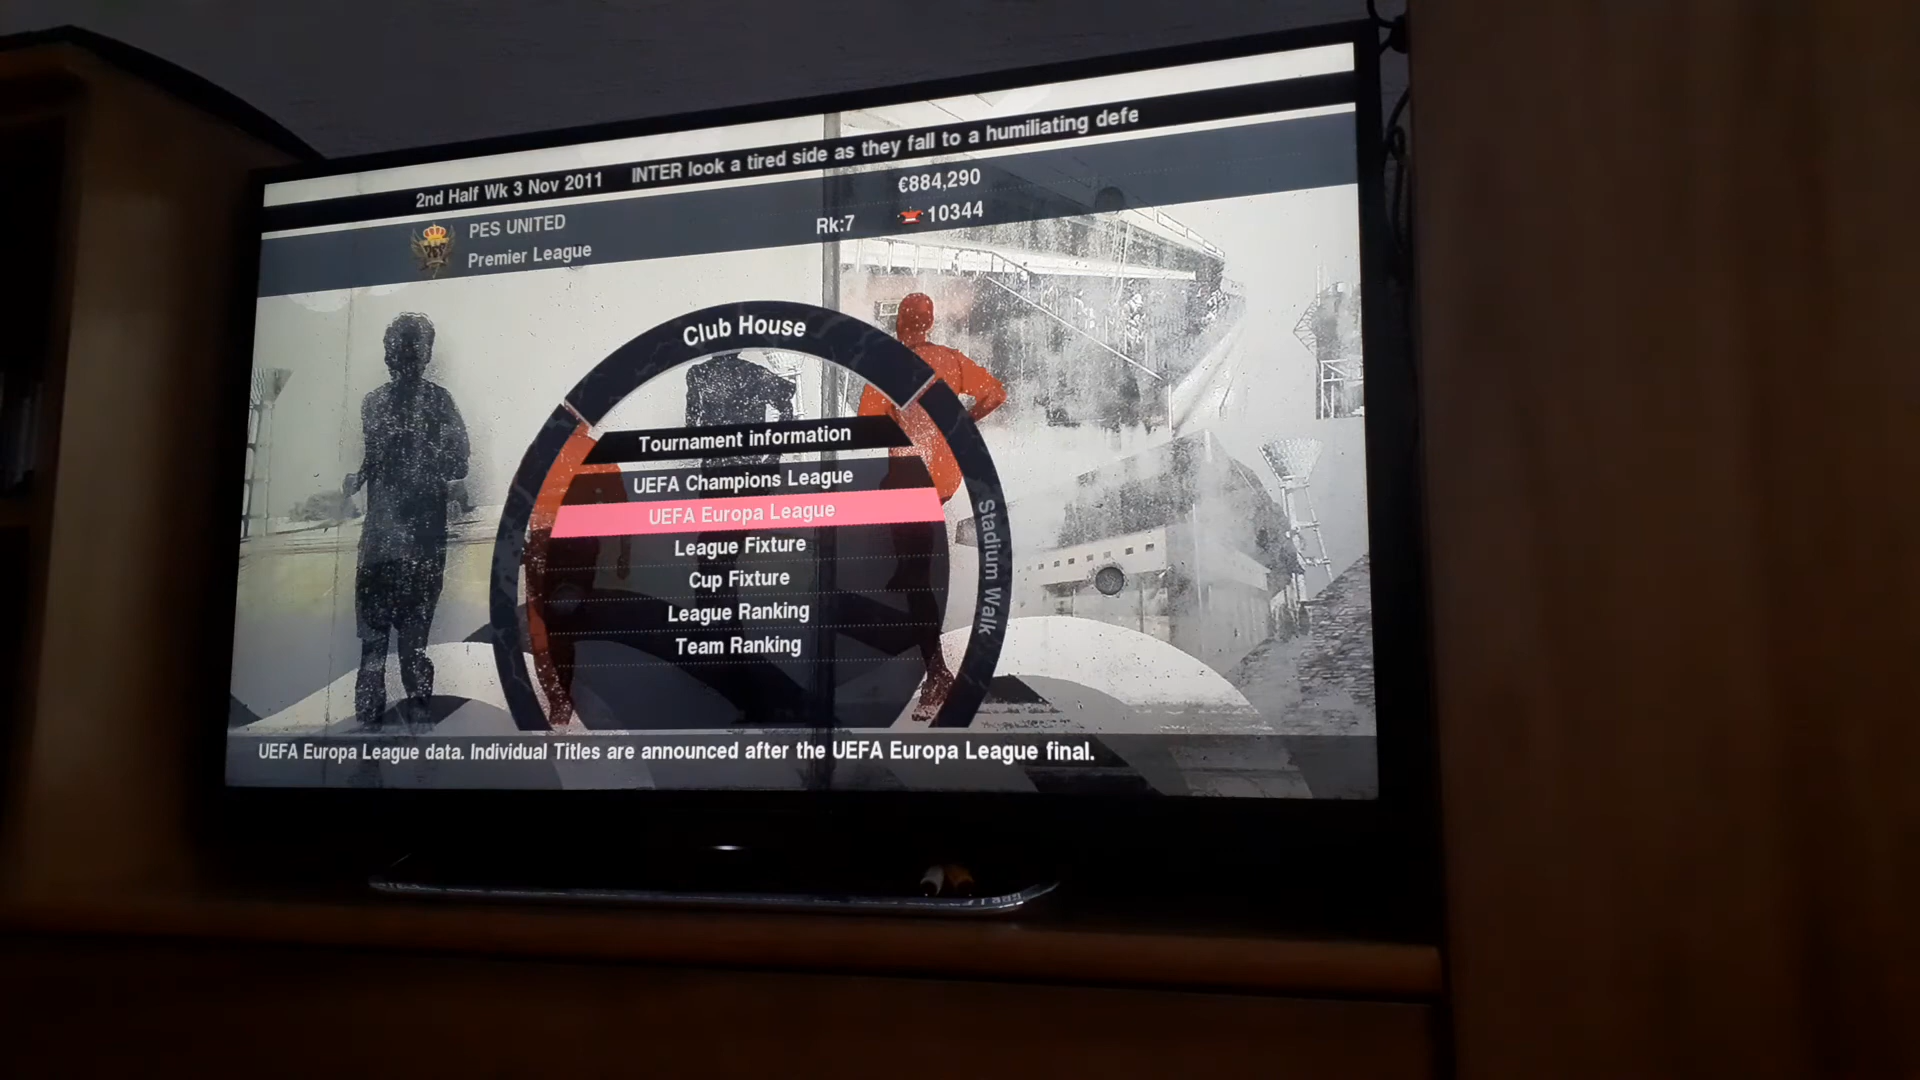 2nd Half Wk 3 Nov 2011 INTER look a tired side as they fall to a humiliating defe
PES UNITED
Premier League
Rk:7
€884,290
10344
Club House
Stadium Walk
Tournament information
UEFA Champions League
UEFA Europa League
League Fixture
Cup Fixture
League Ranking
Team Ranking
UEFA Europa League data. Individual Titles are announced after the UEFA Europa League final.